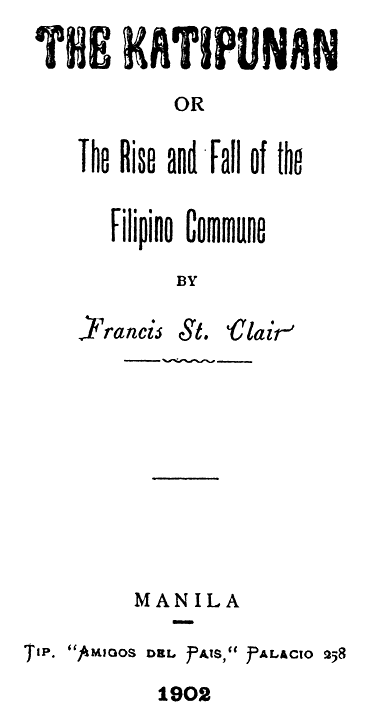 THE KATIPUNAN
OR
The Rise and Fall of the
Filipino Commune
BY
Francis St. Clair
MANILA
Tip. "Amigos del Pais," Palacio 258
1902